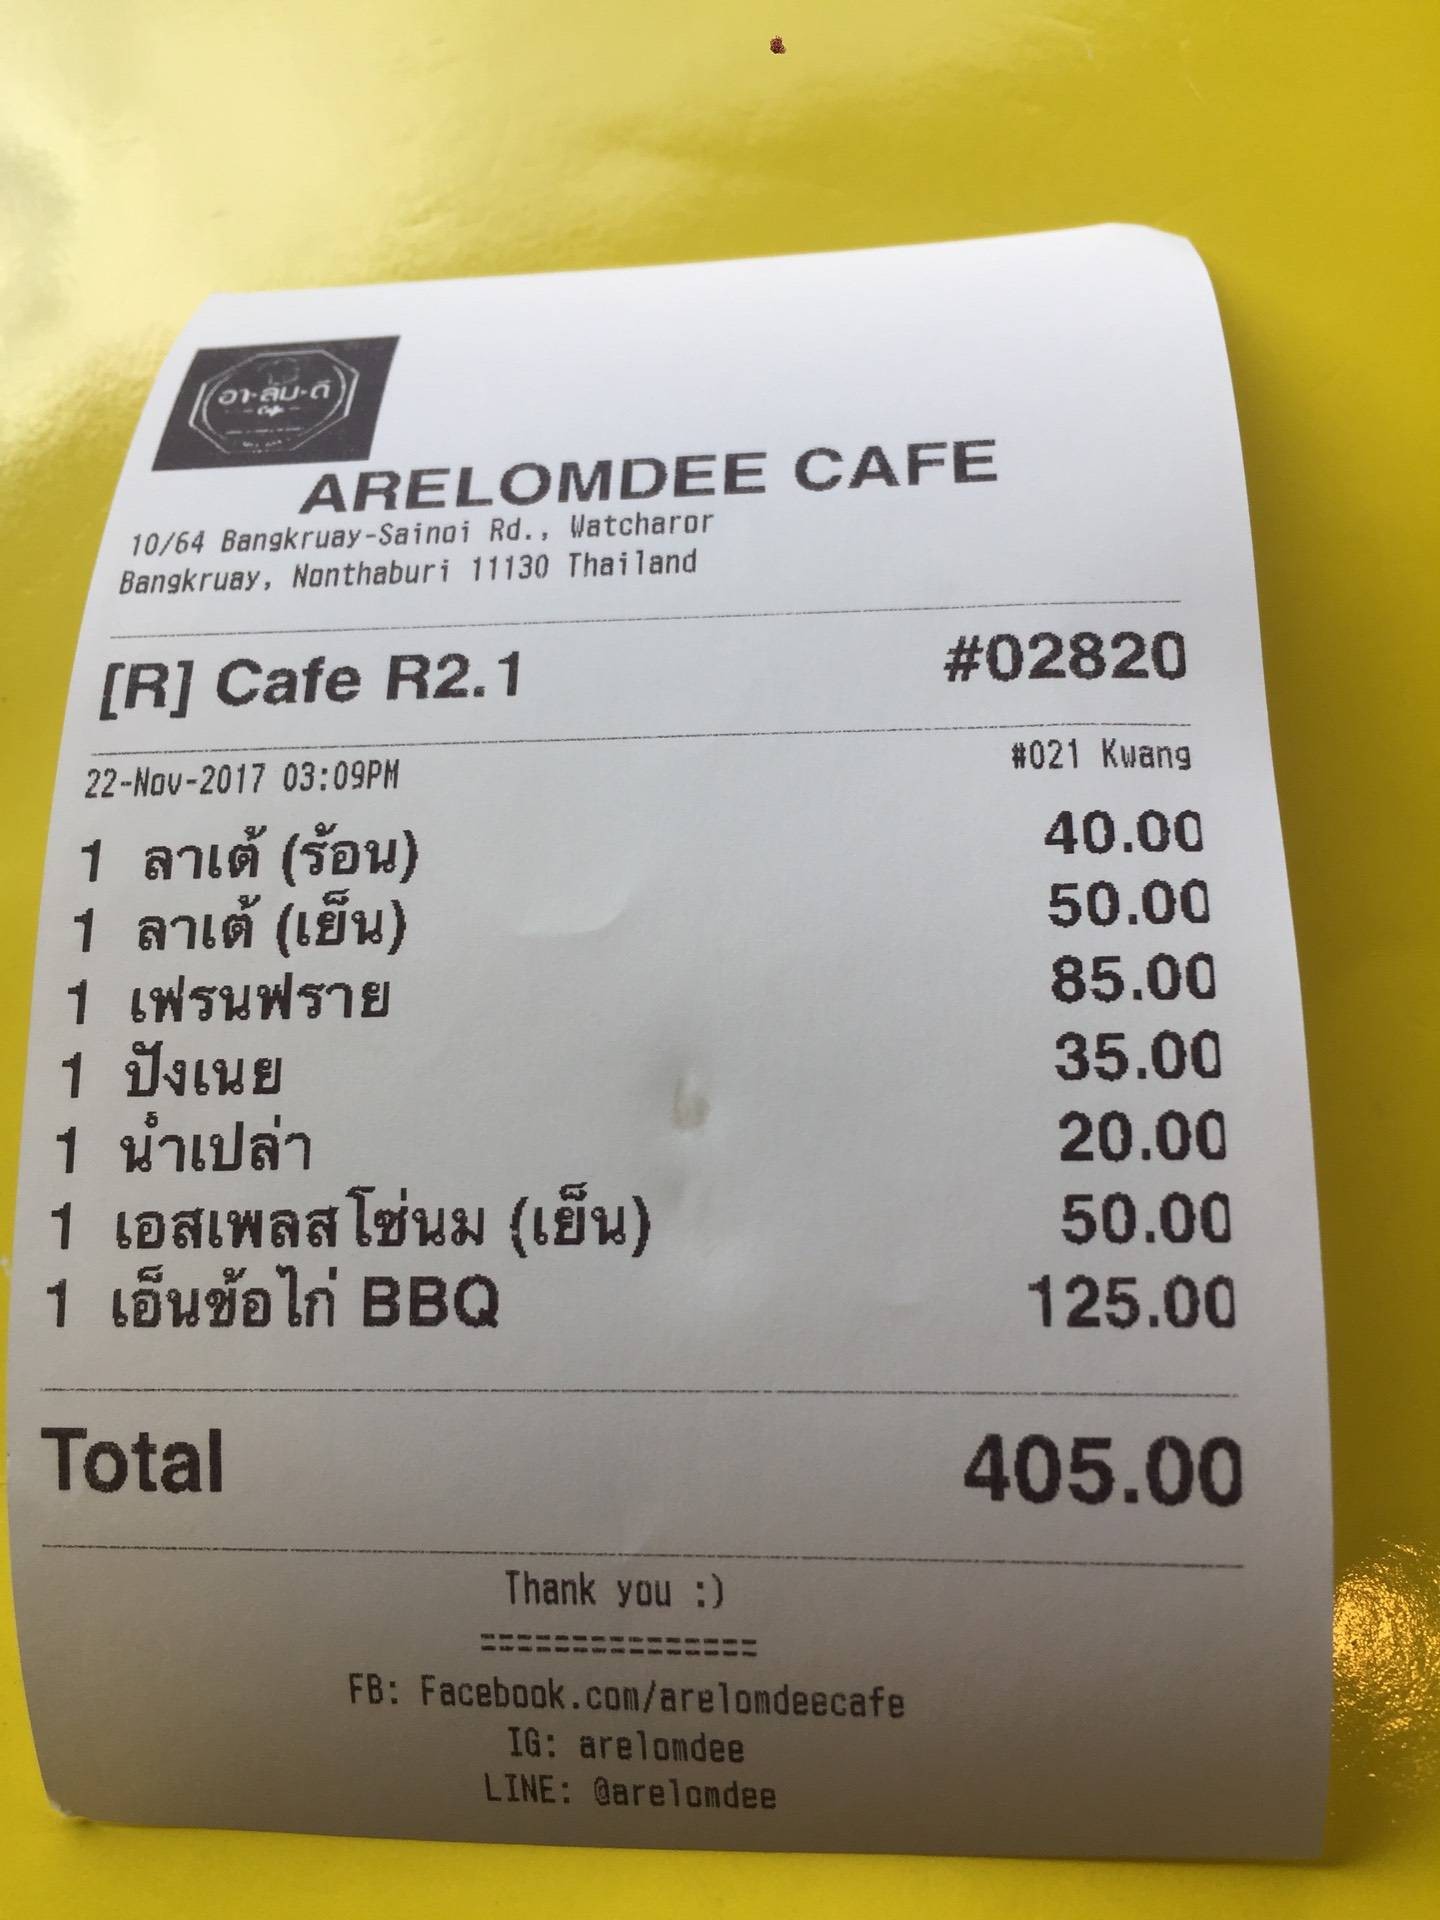 อา·ลัม·ดี
Cafe
ARELOMDEE CAFE
10/64 Bangkruay-Sainoi Rd., Watcharor
Bangkruay, Nonthaburi 11130 Thailand
[R] Cafe R2.1 #02820
22-Nov-2017 03:09PM #021 Kwang
1 ลาเต้ (ร้อน) 40.00
1 ลาเต้ (เย็น) 50.00
1 เฟรนฟราย 85.00
1 ปังเนย 35.00
1 น้ำเปล่า 20.00
1 เอสเพลสโซ่นม (เย็น) 50.00
1 เอ็นข้อไก่ BBQ 125.00
Total 405.00
Thank you :)
===============
FB: Facebook.com/arelomdeecafe
IG: arelomdee
LINE: @arelomdee